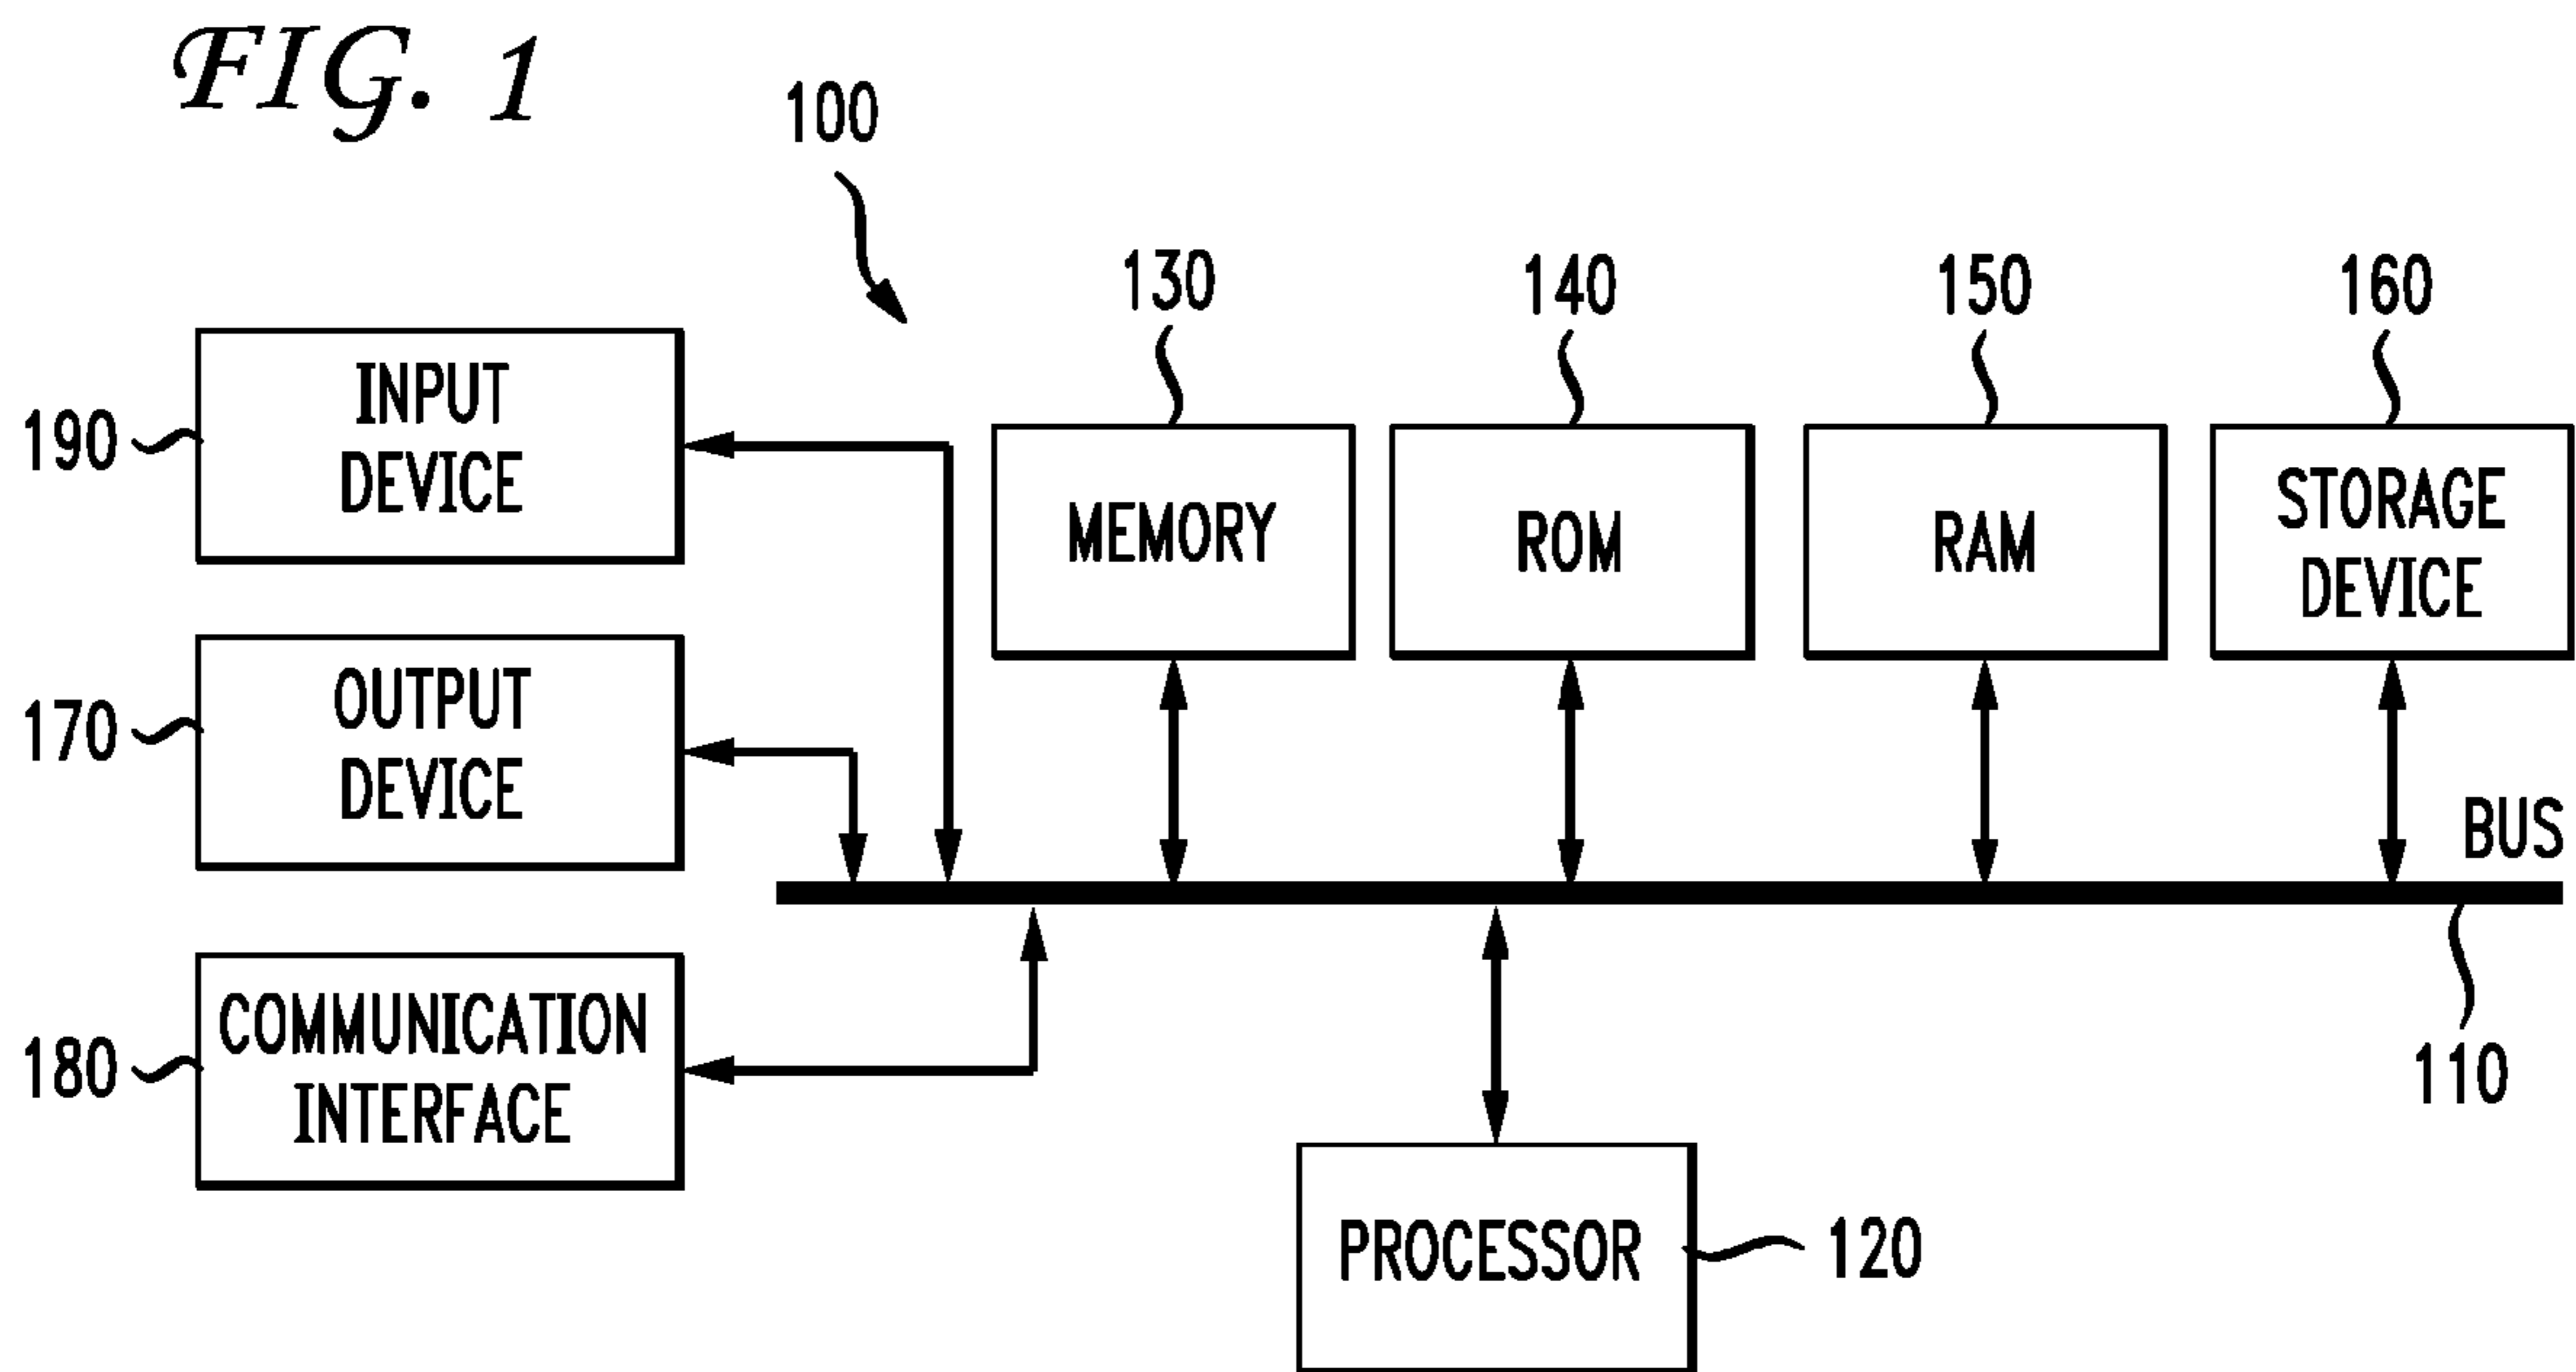 FIG. 1
100
130
140
150
160
190
INPUT
DEVICE
MEMORY
ROM
RAM
STORAGE
DEVICE
170
OUTPUT
DEVICE
BUS
180
COMMUNICATION
INTERFACE
110
PROCESSOR
120